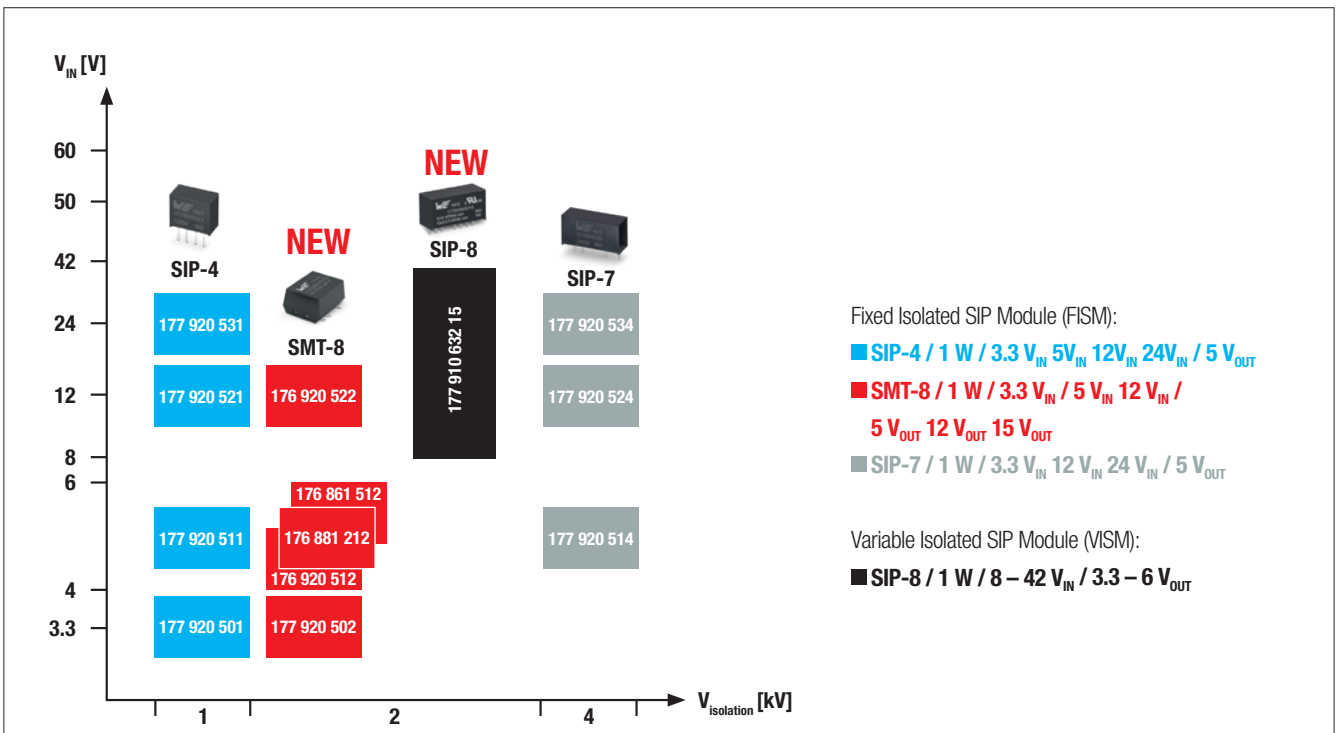 V_IN [V]
60
50
42
24
12
8
6
4
3.3
NEW
NEW
SIP-4
SMT-8
SIP-8
SIP-7
177 920 531
177 920 521
177 920 511
177 920 501
176 920 522
176 861 512
176 881 212
176 920 512
177 920 502
177 910 632 15
177 920 534
177 920 524
177 920 514
1
2
4
V_isolation [kV]
Fixed Isolated SIP Module (FISM):
SIP-4 / 1 W / 3.3 V_IN 5V_IN 12V_IN 24V_IN / 5 V_OUT
SMT-8 / 1 W / 3.3 V_IN / 5 V_IN 12 V_IN /
5 V_OUT 12 V_OUT 15 V_OUT
SIP-7 / 1 W / 3.3 V_IN 12 V_IN 24 V_IN / 5 V_OUT
Variable Isolated SIP Module (VISM):
SIP-8 / 1 W / 8 – 42 V_IN / 3.3 – 6 V_OUT